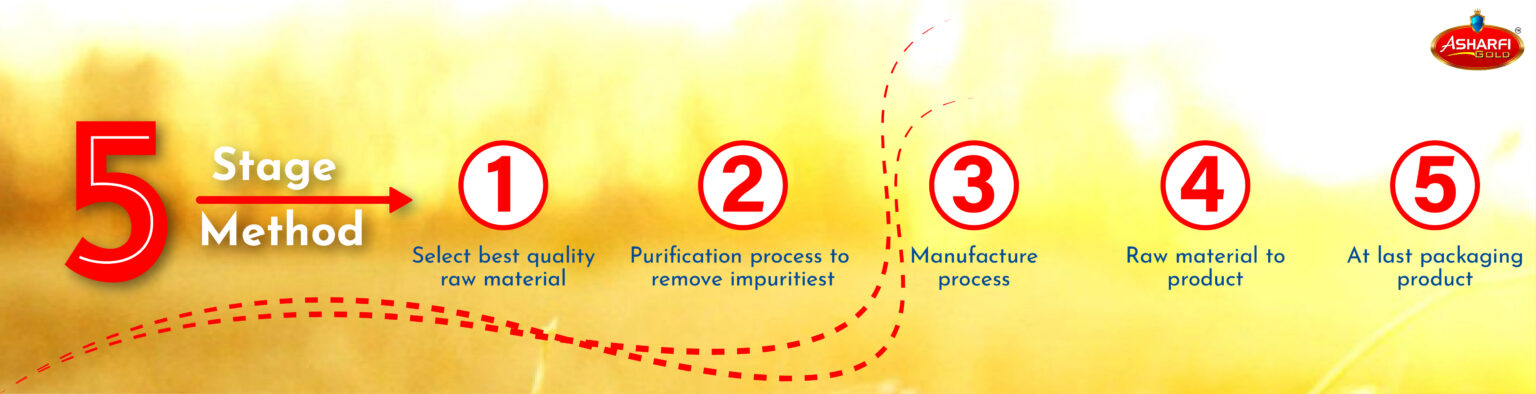 ASHARFI
GOLD
5
Stage
Method
1
Select best quality
raw material
2
Purification process to
remove impuritiest
3
Manufacture
process
4
Raw material to
product
5
At last packaging
product